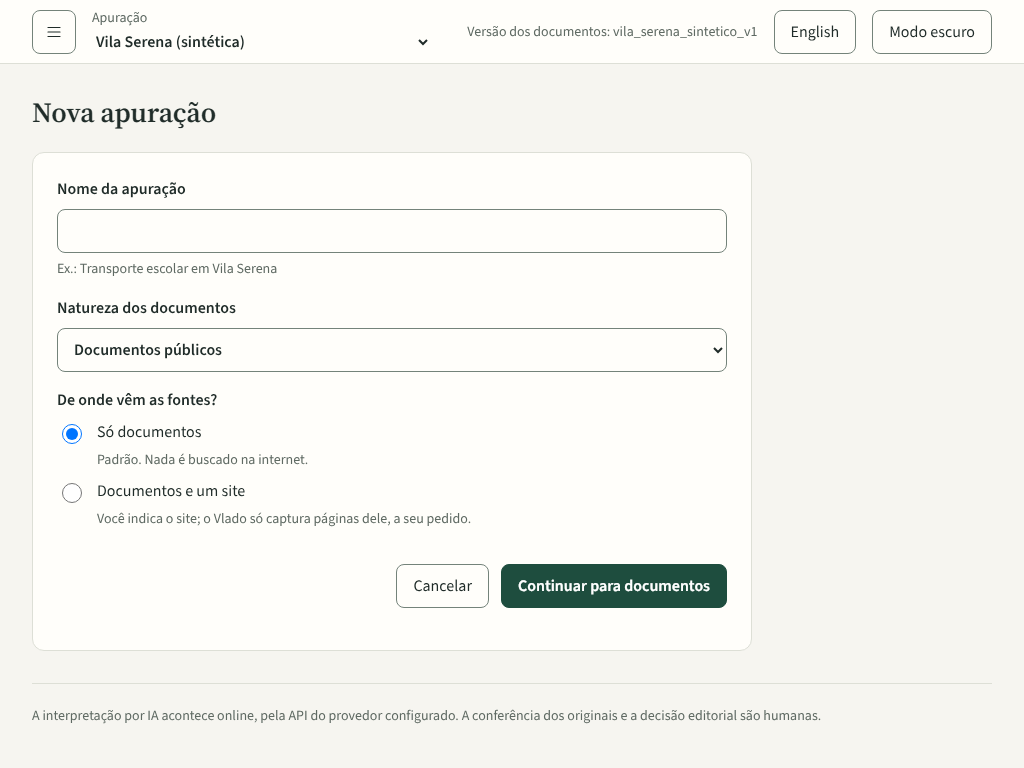 Apuração
Vila Serena (sintética)
Versão dos documentos: vila_serena_sintetico_v1
English
Modo escuro
Nova apuração
Nome da apuração
Ex.: Transporte escolar em Vila Serena
Natureza dos documentos
Documentos públicos
De onde vêm as fontes?
Só documentos
Padrão. Nada é buscado na internet.
Documentos e um site
Você indica o site; o Vlado só captura páginas dele, a seu pedido.
Cancelar
Continuar para documentos
A interpretação por IA acontece online, pela API do provedor configurado. A conferência dos originais e a decisão editorial são humanas.